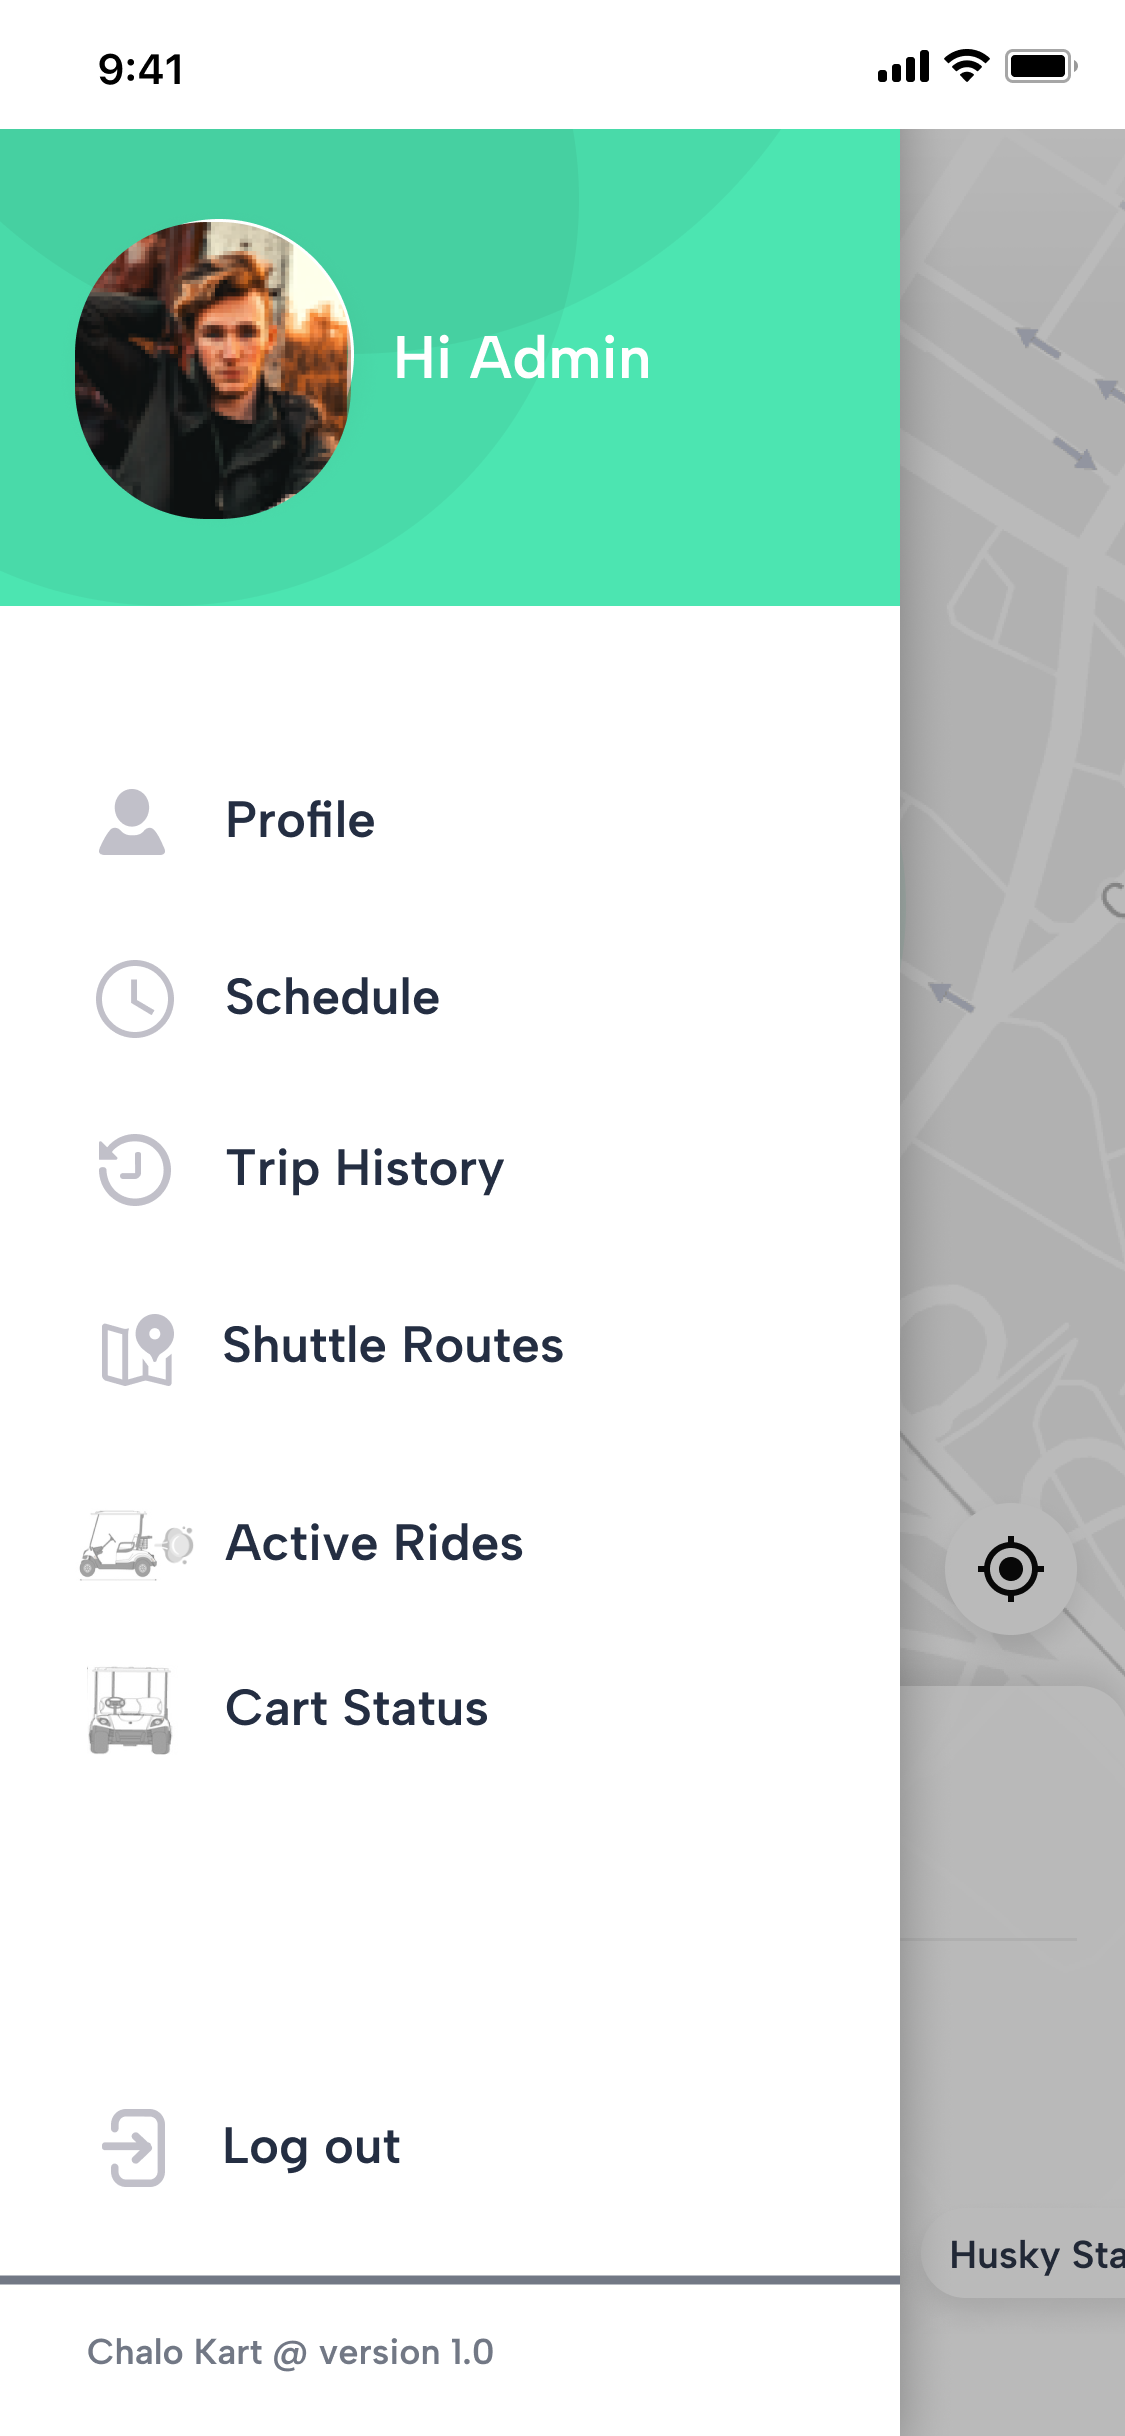 9:41
Hi Admin
Profile
Schedule
Trip History
Shuttle Routes
Active Rides
Cart Status
Log out
Husky
Chalo Kart @ version 1.0